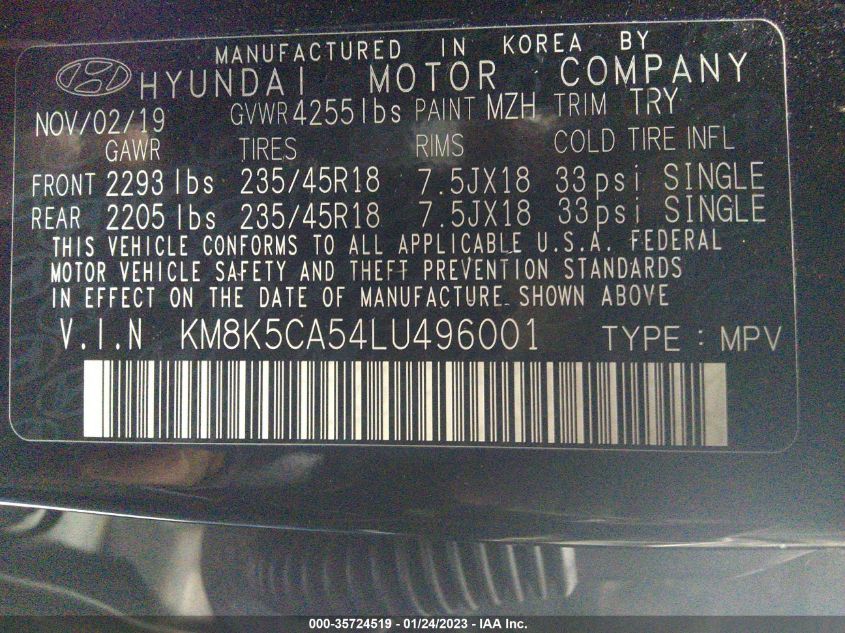 MANUFACTURED IN KOREA BY
HYUNDAI MOTOR COMPANY
NOV/02/19 GVWR 4255lbs PAINT MZH TRIM TRY
GAWR TIRES RIMS COLD TIRE INFL
FRONT 2293 lbs 235/45R18 7.5JX18 33psi SINGLE
REAR 2205 lbs 235/45R18 7.5JX18 33psi SINGLE
THIS VEHICLE CONFORMS TO ALL APPLICABLE U.S.A. FEDERAL
MOTOR VEHICLE SAFETY AND THEFT PREVENTION STANDARDS
IN EFFECT ON THE DATE OF MANUFACTURE SHOWN ABOVE
V.I.N KM8K5CA54LU496001 TYPE : MPV
000-35724519 - 01/24/2023 - IAA Inc.